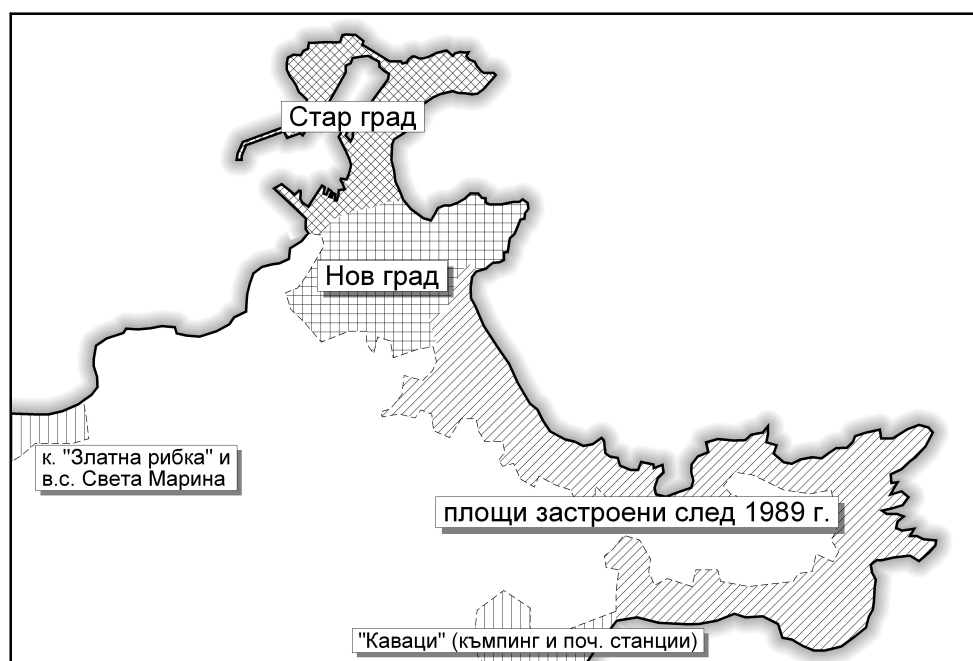 Стар град
Нов град
к. "Златна рибка" и
в.с. Света Марина
площи застроени след 1989 г.
"Каваци" (къмпинг и поч. станции)